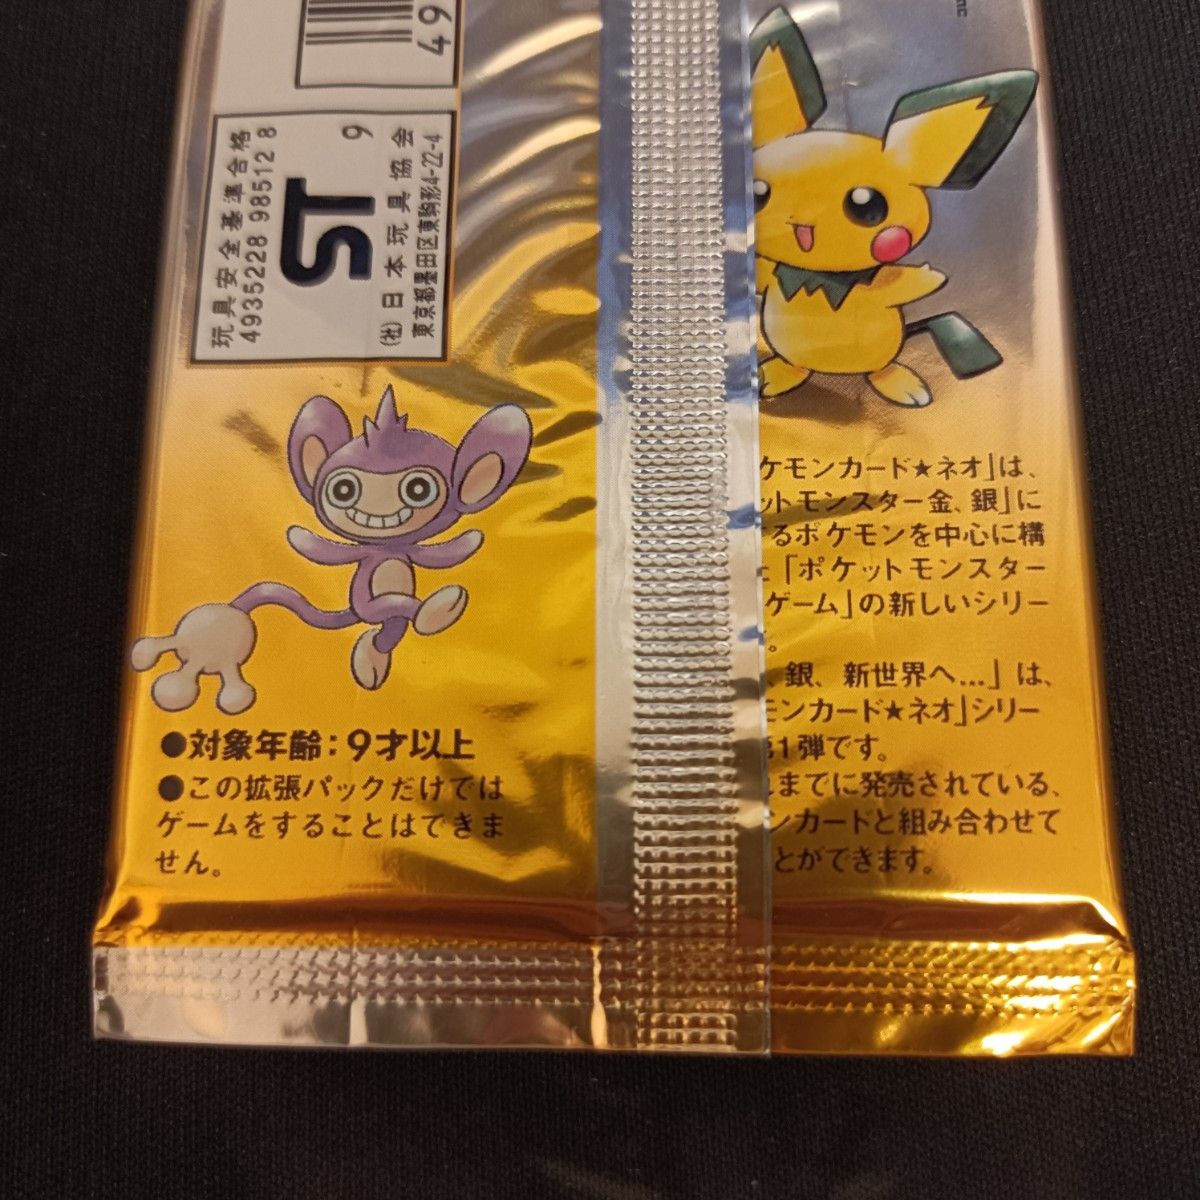 49
玩具安全基準合格
4935228 98512 8
ST 9
(社)日本玩具協会
東京都墨田区東駒形4-22-4
ケモンカード★ネオ」は、
ットモンスター金、銀」に
るポケモンを中心に構
「ポケットモンスター
ゲーム」の新しいシリー
。
、銀、新世界へ…」は、
モンカード★ネオ」シリー
1弾です。
までに発売されている、
ンカードと組み合わせて
とができます。
●対象年齢:9才以上
●この拡張パックだけでは
ゲームをすることはできま
せん。